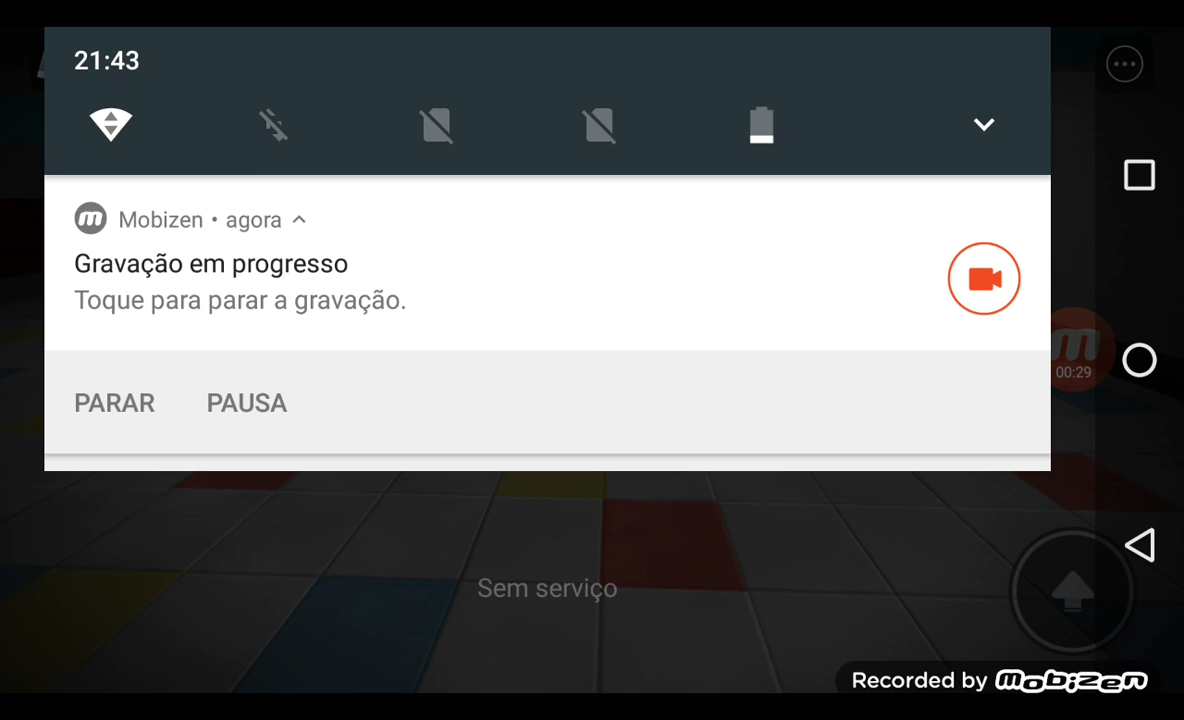 21:43
m Mobizen • agora
Gravação em progresso
Toque para parar a gravação.
m
00:29
PARAR PAUSA
Sem serviço
Recorded by mobizen